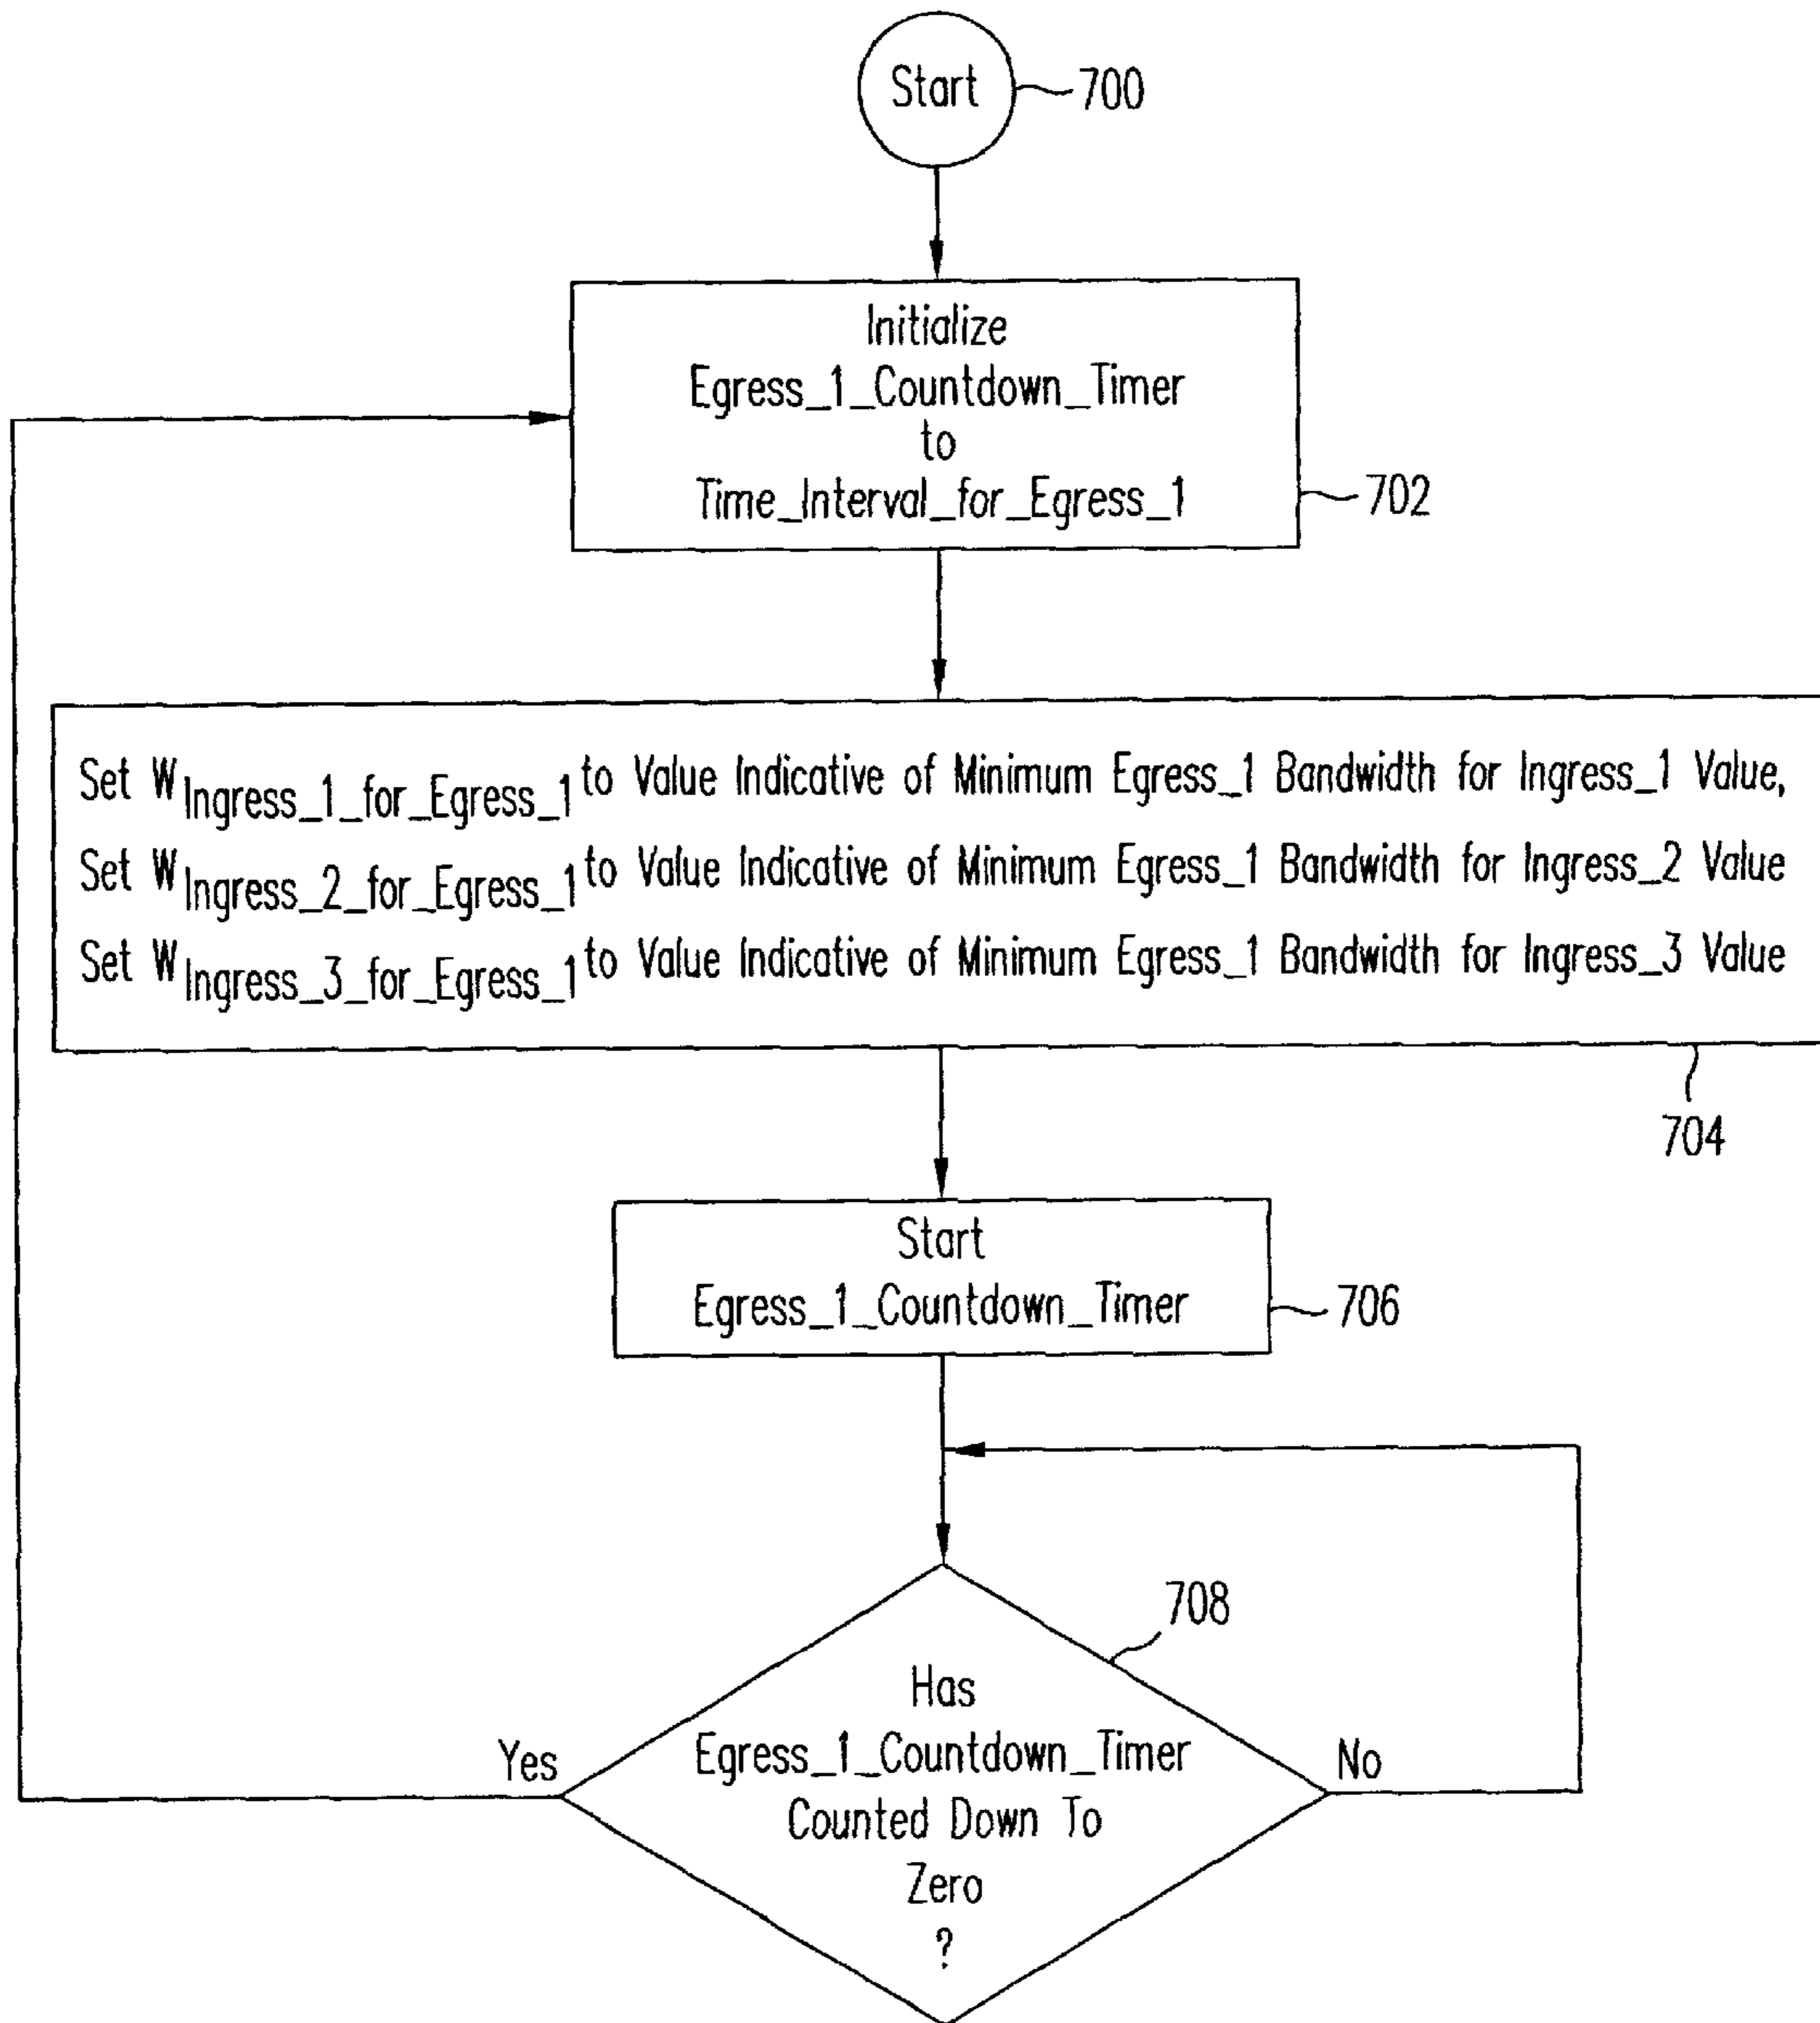 Start
700
Initialize
Egress_1_Countdown_Timer
to
Time_Interval_for_Egress_1
702
Set W Ingress_1_for_Egress_1 to Value Indicative of Minimum Egress_1 Bandwidth for Ingress_1 Value,
Set W Ingress_2_for_Egress_1 to Value Indicative of Minimum Egress_1 Bandwidth for Ingress_2 Value
Set W Ingress_3_for_Egress_1 to Value Indicative of Minimum Egress_1 Bandwidth for Ingress_3 Value
704
Start
Egress_1_Countdown_Timer
706
708
Has
Egress_1_Countdown_Timer
Counted Down To
Zero
?
Yes
No